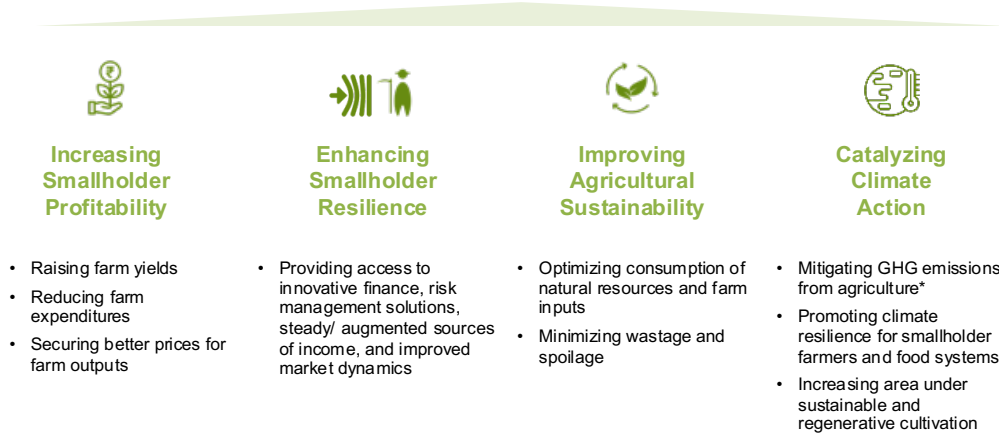 Increasing
Smallholder
Profitability
• Raising farm yields
• Reducing farm
expenditures
• Securing better prices for
farm outputs
Enhancing
Smallholder
Resilience
• Providing access to
innovative finance, risk
management solutions,
steady/ augmented sources
of income, and improved
market dynamics
Improving
Agricultural
Sustainability
• Optimizing consumption of
natural resources and farm
inputs
• Minimizing wastage and
spoilage
Catalyzing
Climate
Action
• Mitigating GHG emissions
from agriculture*
• Promoting climate
resilience for smallholder
farmers and food systems
• Increasing area under
sustainable and
regenerative cultivation